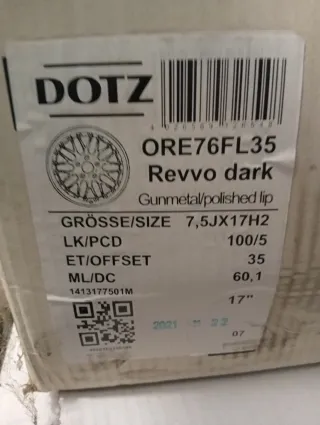 DOTZ
ORE76FL35
Revvo dark
Gunmetal/polished lip
GRÖSSE/SIZE 7,5JX17H2
LK/PCD 100/5
ET/OFFSET 35
ML/DC 60,1
1413177501M
17"
2021
07